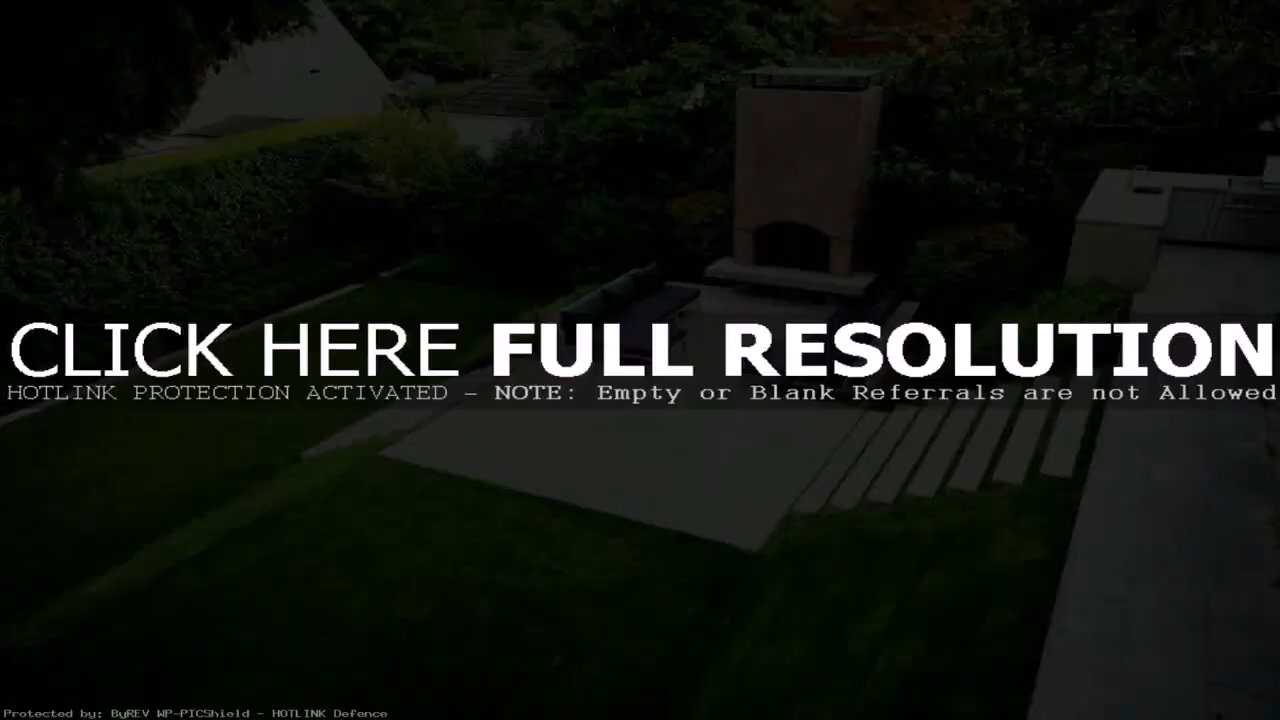 CLICK HERE FULL RESOLUTION
HOTLINK PROTECTION ACTIVATED - NOTE: Empty or Blank Referrals are not Allowed
Protected by: ByREV WP-PICShield - HOTLINK Defence